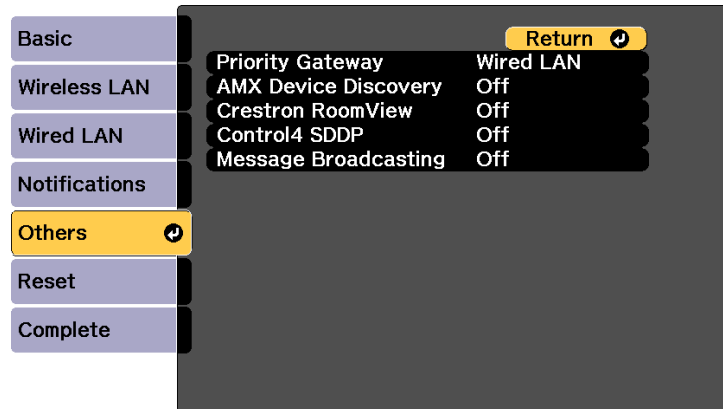 Basic
Wireless LAN
Wired LAN
Notifications
Others
Reset
Complete
Return
Priority Gateway Wired LAN
AMX Device Discovery Off
Crestron RoomView Off
Control4 SDDP Off
Message Broadcasting Off